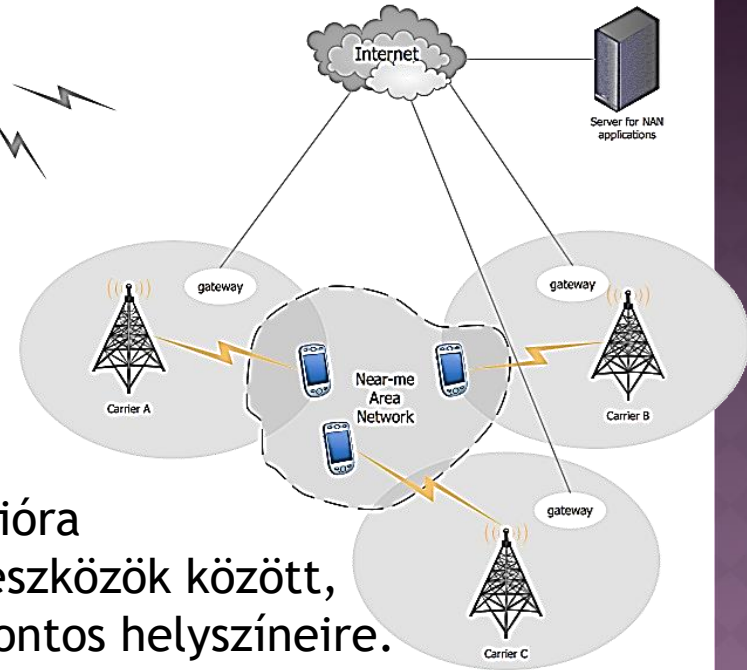 Internet
Server for NAN
applications
gateway
gateway
Carrier A
Near-me
Area
Network
Carrier B
gateway
Carrier C
ióra
eszközök között,
ontos helyszíneire.